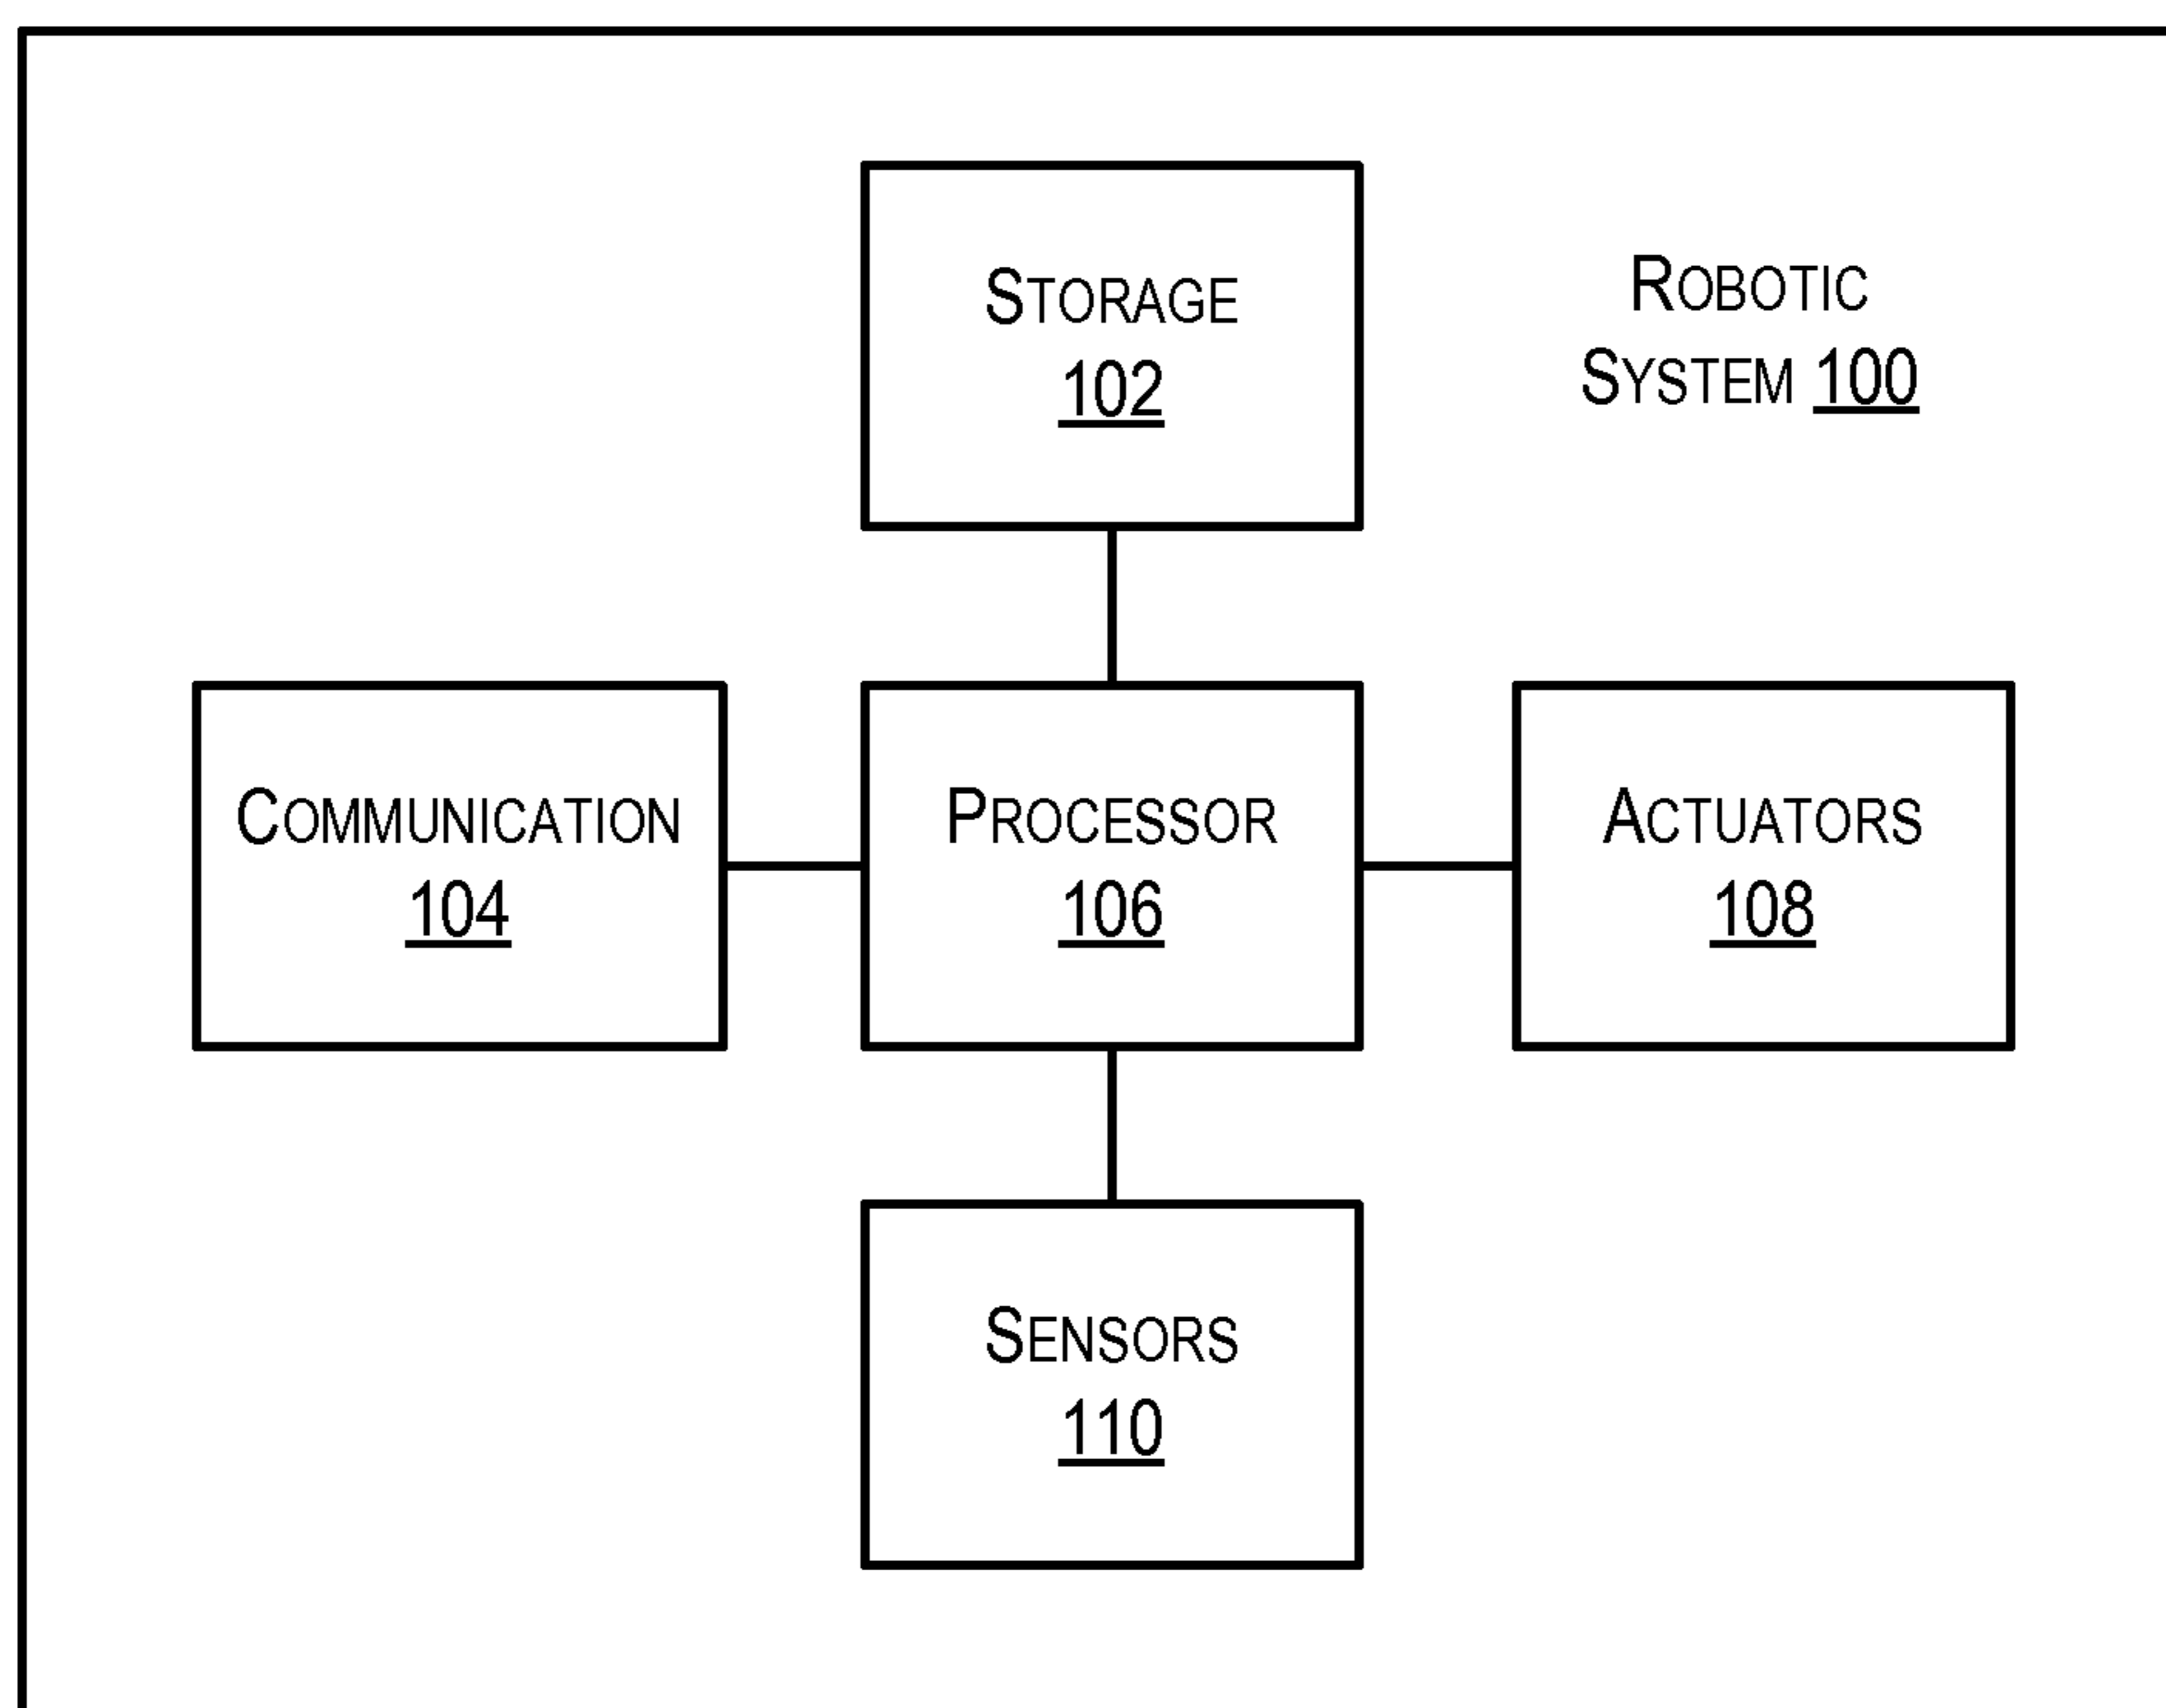 STORAGE
102
ROBOTIC
SYSTEM 100
COMMUNICATION
104
PROCESSOR
106
ACTUATORS
108
SENSORS
110